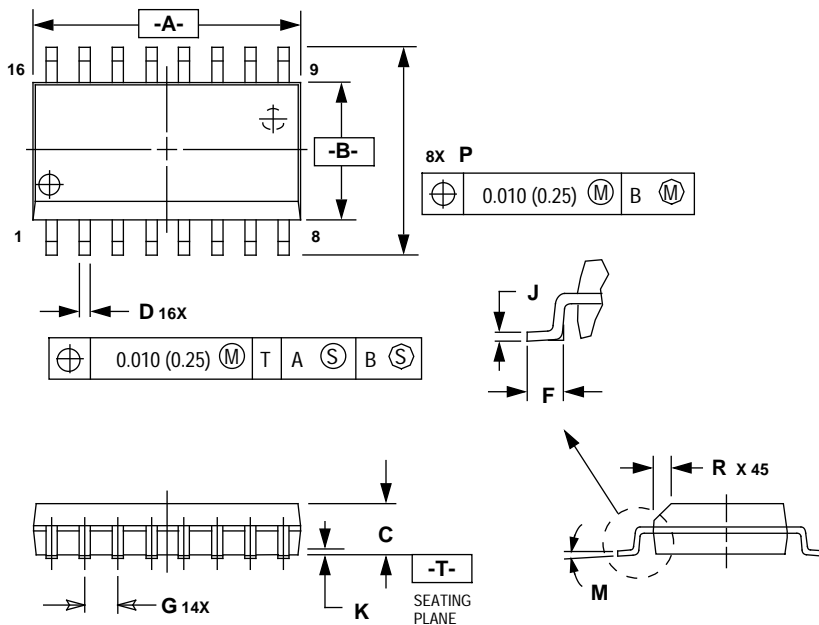 -A-
16 9
-B-
8X P
⌖ 0.010 (0.25) Ⓜ B Ⓜ
1 8
D 16X
J
⌖ 0.010 (0.25) Ⓜ T A Ⓢ B Ⓢ
F
R X 45
C
-T-
G 14X
K
SEATING
PLANE
M